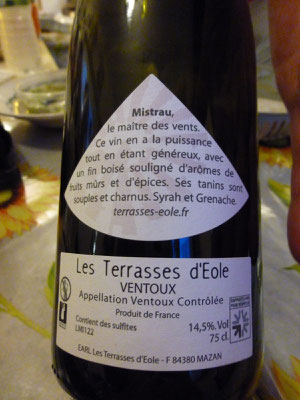 Mistrau,
le maître des vents.
Ce vin en a la puissance
tout en étant généreux, avec
un fin boisé souligné d'arômes de
fruits mûrs et d'épices. Ses tanins sont
souples et charnus. Syrah et Grenache.
terrasses-eole.fr
Les Terrasses d'Eole
VENTOUX
Appellation Ventoux Contrôlée
Produit de France
Contient des sulfites
LMI122
14,5% Vol
75 cl.
EARL Les Terrasses d'Eole - F 84380 MAZAN